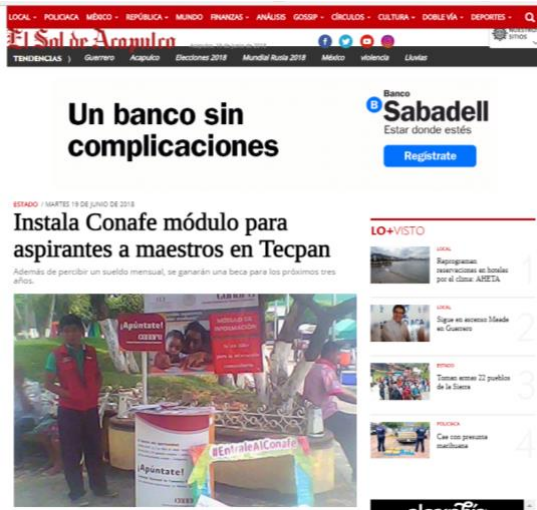 LOCAL POLICIACA MÉXICO REPÚBLICA MUNDO FINANZAS ANÁLISIS GOSSIP CÍRCULOS CULTURA DOBLE VÍA DEPORTES
El Sol de Acapulco
SITIOS
TENDENCIAS Guerrero Acapulco Elecciones 2018 Mundial Rusia 2018 México violencia Lluvias
Un banco sin
complicaciones
Banco
B Sabadell
Estar donde estés
Regístrate
ESTADO / MARTES 19 DE JUNIO DE 2018
Instala Conafe módulo para
aspirantes a maestros en Tecpan
Además de percibir un sueldo mensual, se ganarán una beca para los próximos tres
años.
¡Apúntate!
CONAFE
MÓDULO DE
INFORMACIÓN
¡Apúntate!
#EntraleAlConafe
LO+VISTO
LOCAL
Reprograman
reservaciones en hoteles
por el clima: AHETA
1
LOCAL
Sigue en ascenso Meade
en Guerrero
2
ESTADO
Toman armas 22 pueblos
de la Sierra
3
POLICIACA
Cae con presunta
marihuana
4